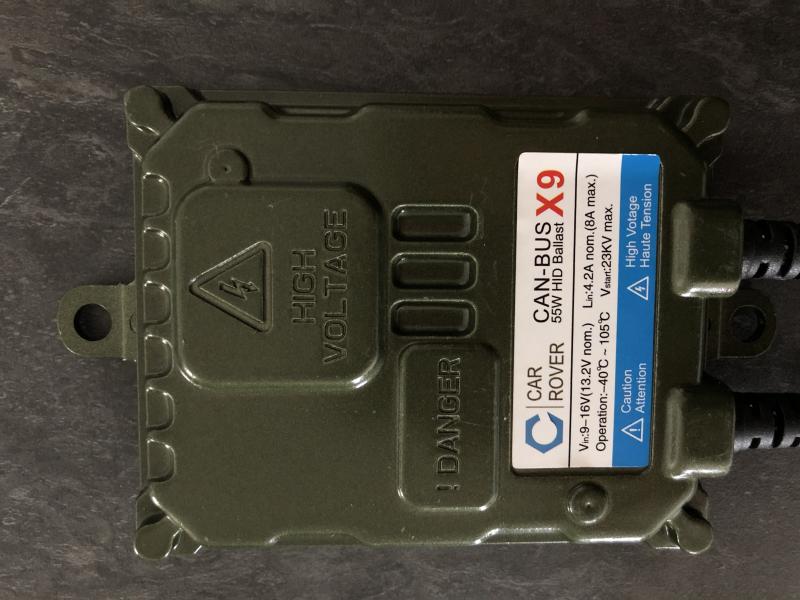 HIGH
VOLTAGE
! DANGER
CAR
ROVER
CAN-BUS X9
55W HID Ballast
Vin:9-16V(13.2V nom.) Lin:4.2A nom.(8A max.)
Operation:-40°C ~105°C Vstart:23KV max.
Caution
Attention
High Votage
Haute Tension